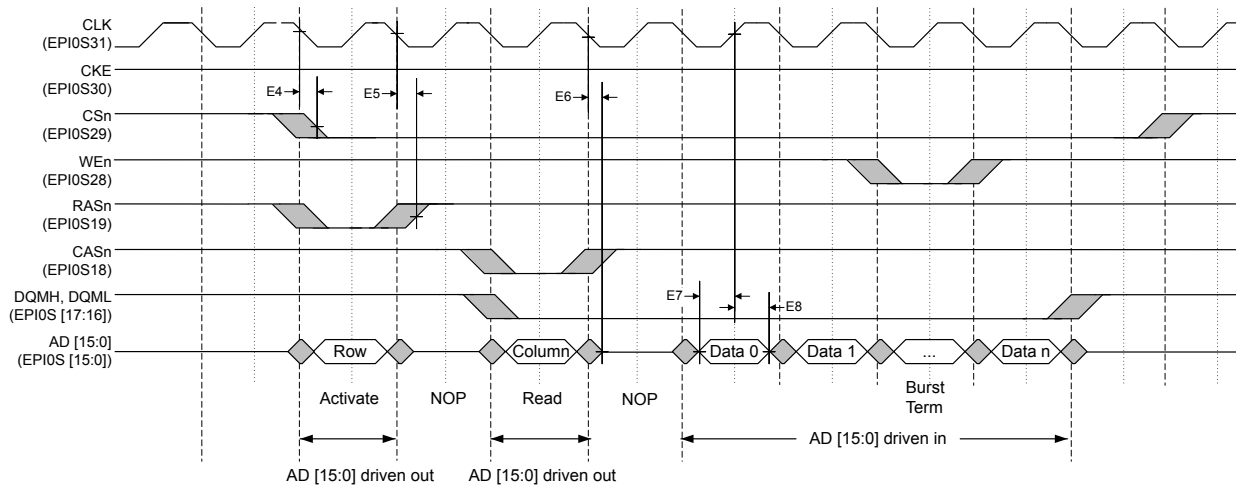 CLK
(EPI0S31)
CKE
(EPI0S30)
E4
E5
E6
CSn
(EPI0S29)
WEn
(EPI0S28)
RASn
(EPI0S19)
CASn
(EPI0S18)
DQMH, DQML
(EPI0S [17:16])
E7
E8
AD [15:0]
(EPI0S [15:0])
Row
Column
Data 0
Data 1
...
Data n
Activate
NOP
Read
NOP
Burst
Term
AD [15:0] driven in
AD [15:0] driven out
AD [15:0] driven out